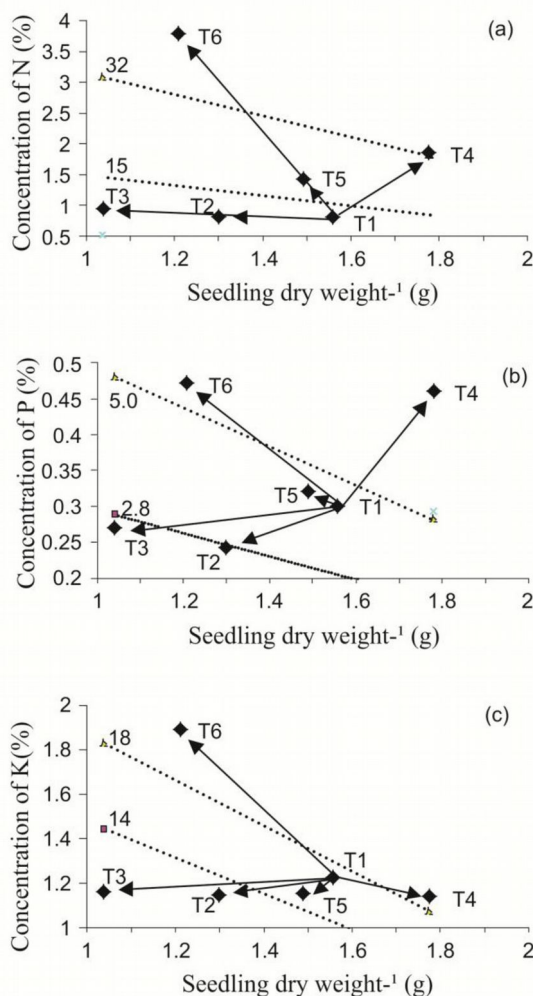 (a)
Concentration of N (%)
4
3.5
3
2.5
2
1.5
1
0.5
T6
32
T4
15
T5
T3
T2
T1
1 1.2 1.4 1.6 1.8 2
Seedling dry weight-¹ (g)
(b)
Concentration of P (%)
0.5
0.45
0.4
0.35
0.3
0.25
0.2
T6
T4
5.0
T5
T1
2.8
T3
T2
1 1.2 1.4 1.6 1.8 2
Seedling dry weight-¹ (g)
(c)
Concentration of K(%)
2
1.8
1.6
1.4
1.2
1
T6
18
14
T1
T3
T2
T5
T4
1 1.2 1.4 1.6 1.8 2
Seedling dry weight-¹ (g)